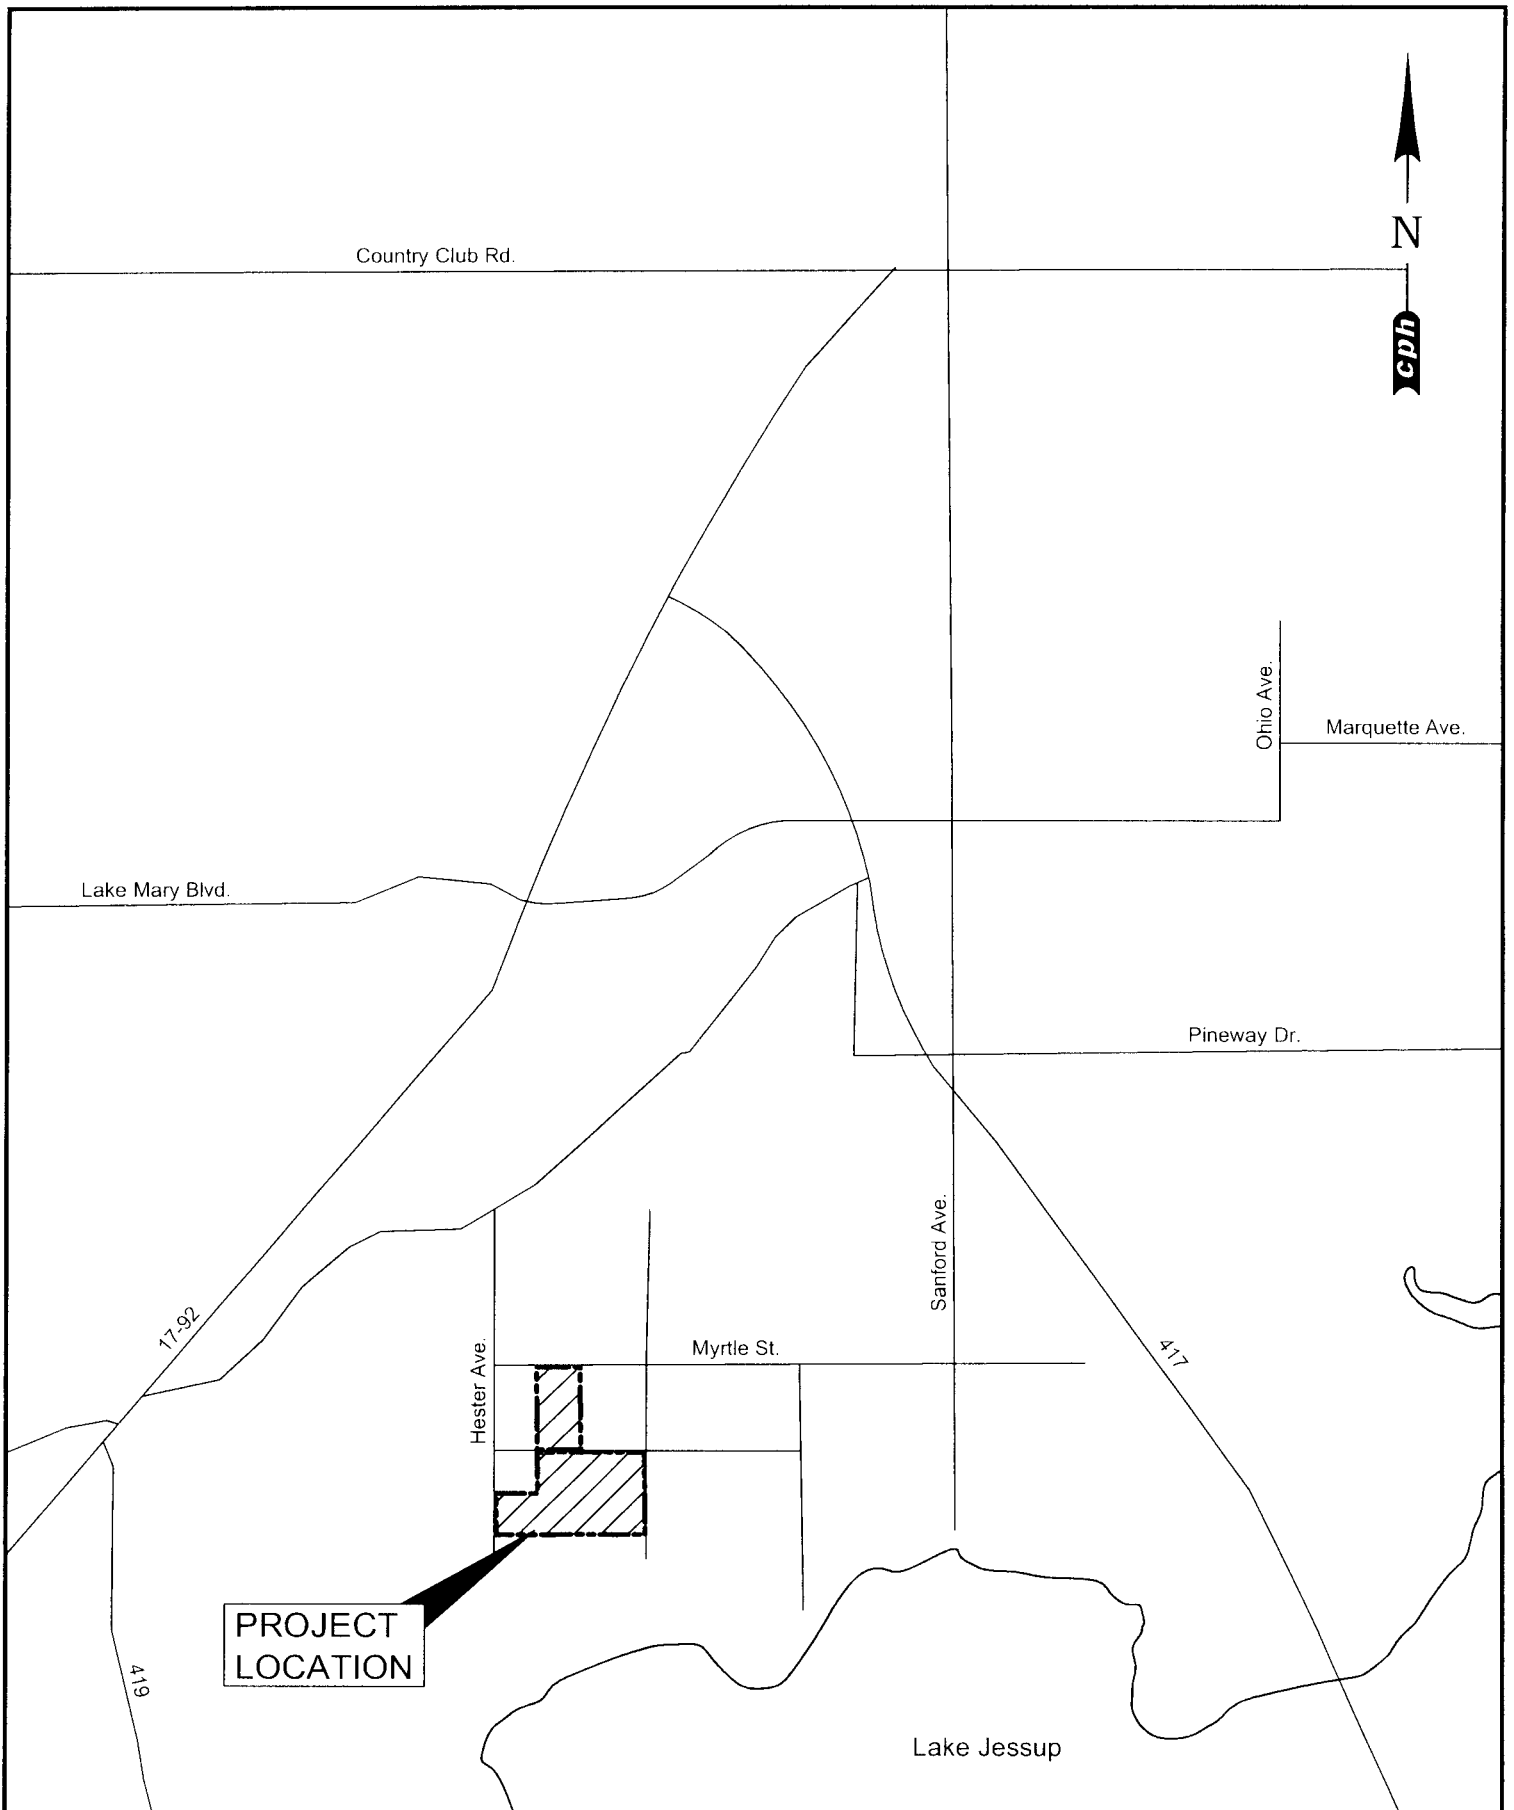 N
Country Club Rd.
cph
Ohio Ave.
Marquette Ave.
Lake Mary Blvd.
Pineway Dr.
Sanford Ave.
17-92
Hester Ave.
Myrtle St.
417
PROJECT
LOCATION
419
Lake Jessup